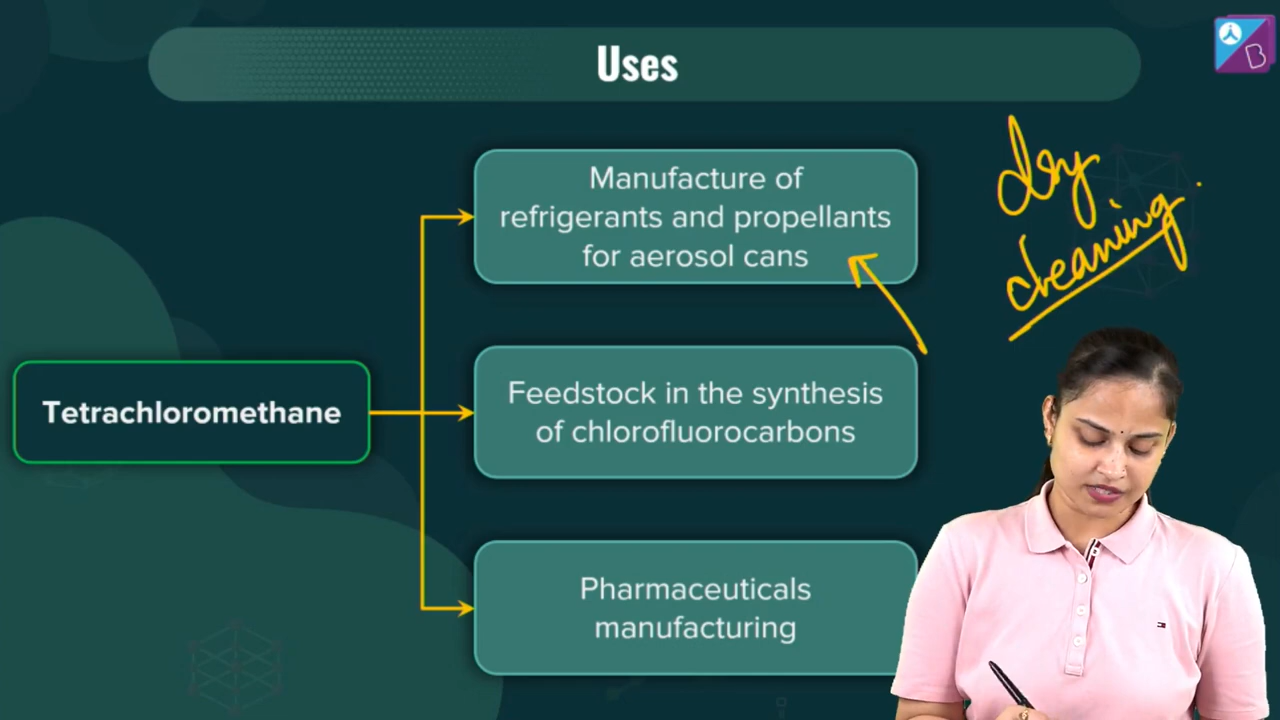 Uses
Manufacture of
refrigerants and propellants
for aerosol cans
dry
cleaning
Tetrachloromethane
Feedstock in the synthesis
of chlorofluorocarbons
Pharmaceuticals
manufacturing
B